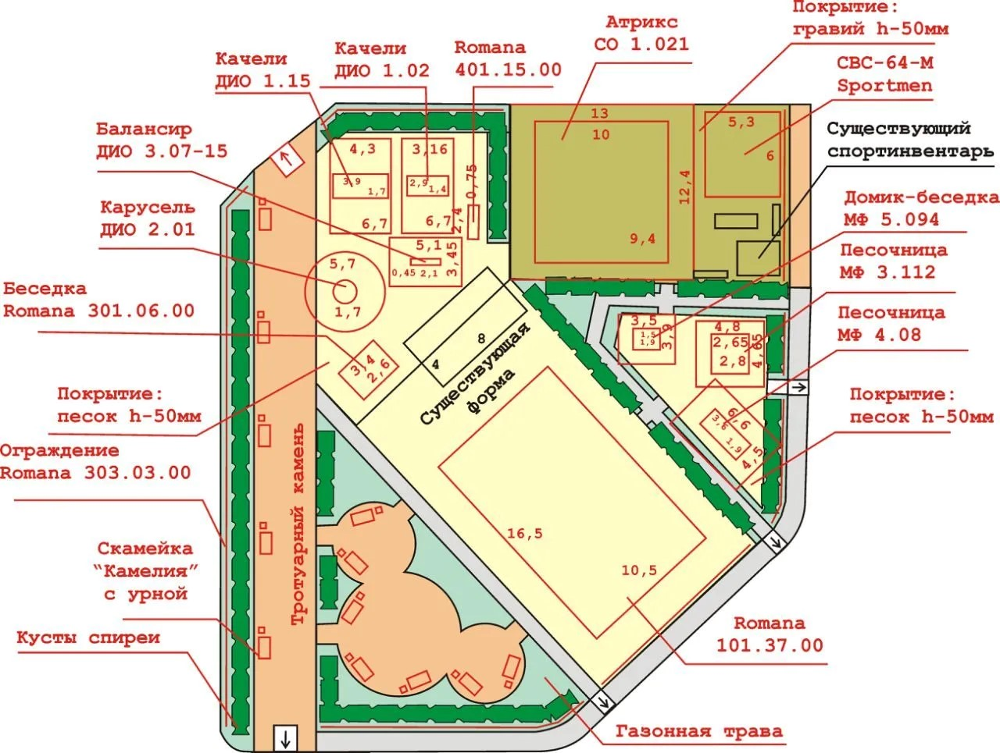 Покрытие:
гравий h-50мм
Атрикс
СО 1.021
Качели
ДИО 1.15
Качели
ДИО 1.02
Romana
401.15.00
СВС-64-М
Sportmen
Существующий
спортинвентарь
Балансир
ДИО 3.07-15
Карусель
ДИО 2.01
Беседка
Romana 301.06.00
Покрытие:
песок h-50мм
Ограждение
Romana 303.03.00
Скамейка
“Камелия”
с урной
Кусты спиреи
Тротуарный камень
Домик-беседка
МФ 5.094
Песочница
МФ 3.112
Песочница
МФ 4.08
Покрытие:
песок h-50мм
Romana
101.37.00
Газонная трава
Существующая
форма
13
10
12,4
9,4
5,3
6
4,3
3,9
1,7
6,7
3,16
2,9
1,4
6,7
0,75
2,4
5,1
3,45
0,45 2,1
5,7
1,7
3,4
2,6
8
4
3,5
1,5
1,9
3,9
4,8
2,65
2,8
4,65
6,6
3,6
1,9
4,5
16,5
10,5